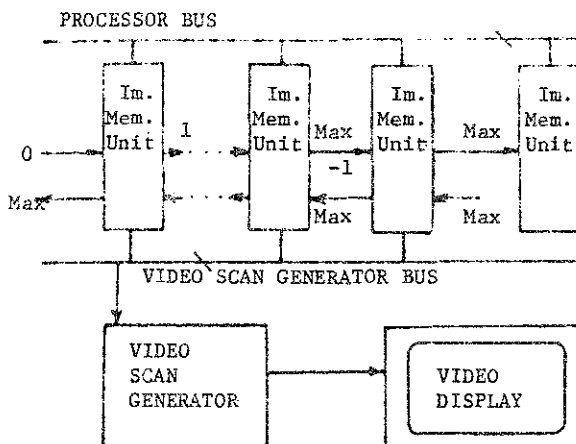 PROCESSOR BUS
Im.
Mem.
Unit
Im.
Mem.
Unit
Im.
Mem.
Unit
Im.
Mem.
Unit
0
1
Max
-1
Max
Max
Max
Max
VIDEO SCAN GENERATOR BUS
VIDEO
SCAN
GENERATOR
VIDEO
DISPLAY